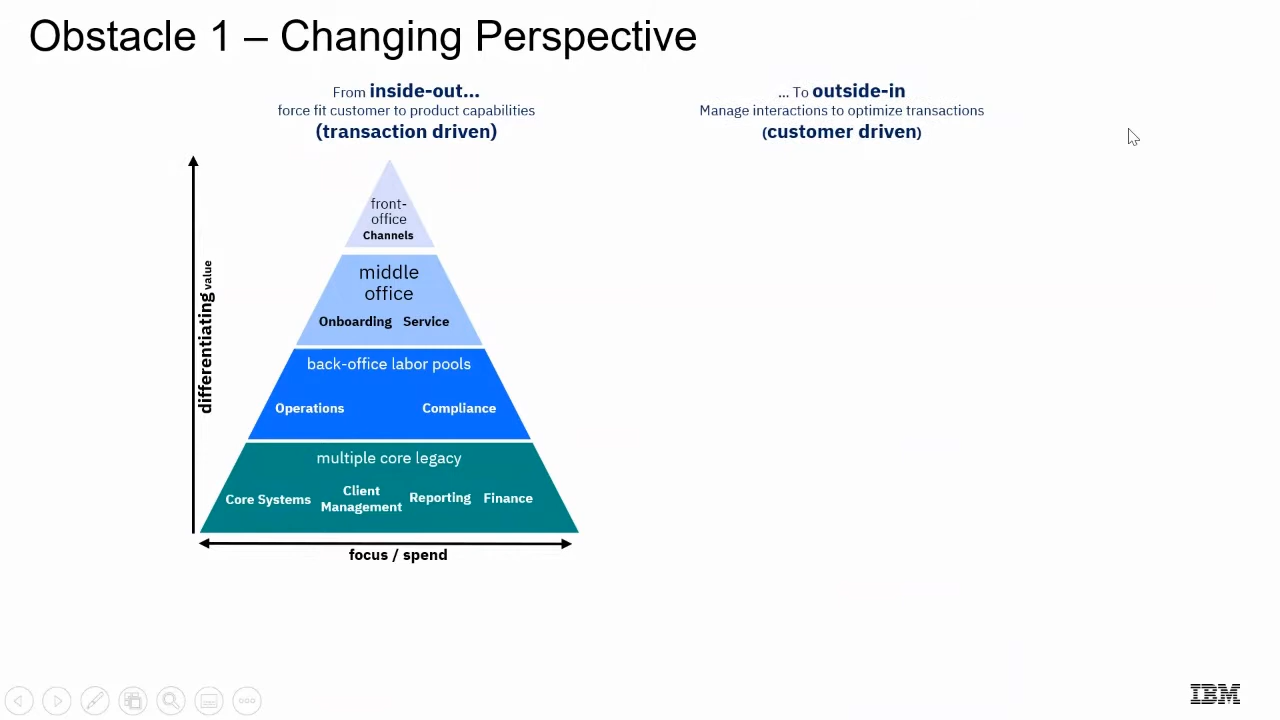 Obstacle 1 – Changing Perspective
From inside-out...
force fit customer to product capabilities
(transaction driven)
... To outside-in
Manage interactions to optimize transactions
(customer driven)
differentiating value
front-
office
Channels
middle
office
Onboarding Service
back-office labor pools
Operations Compliance
multiple core legacy
Core Systems
Client
Management
Reporting
Finance
focus / spend
IBM